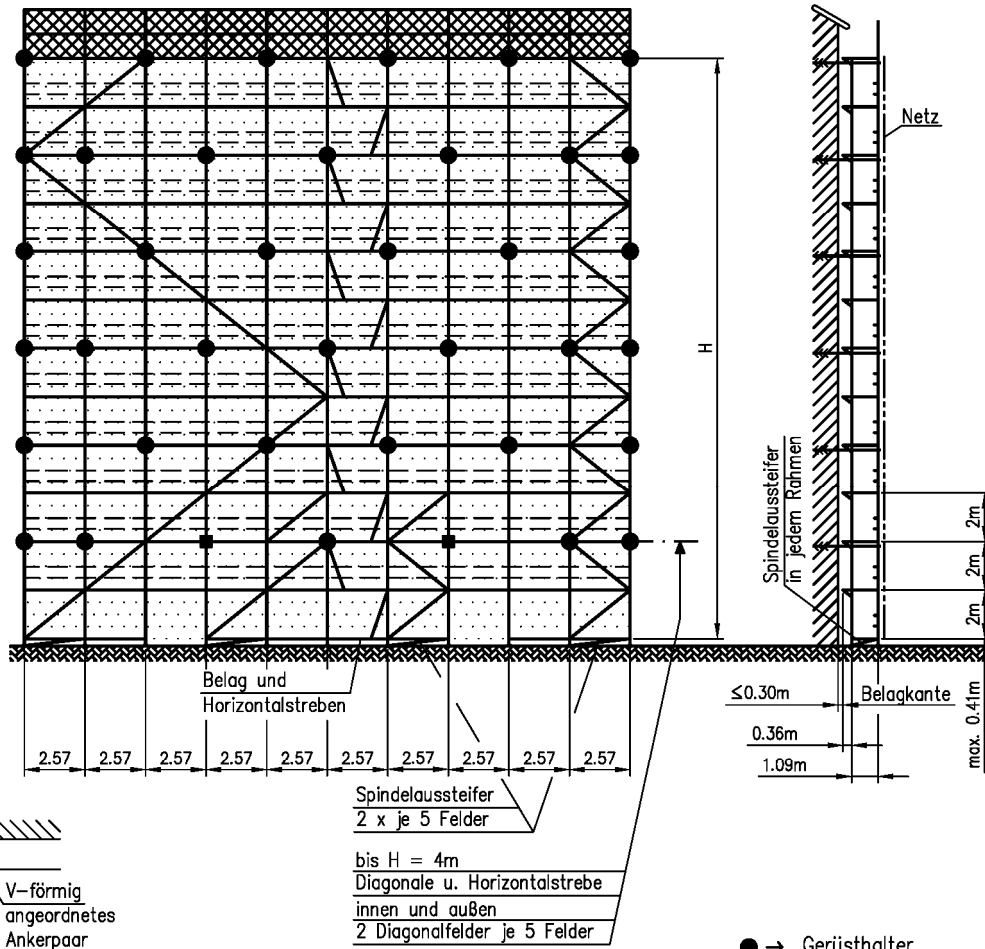 Netz
H
Spindelaussteifer
in jedem Rahmen
2m
2m
2m
max. 0.41m
Belag und
Horizontalstreben
≤0.30m
Belagkante
0.36m
1.09m
2.57 2.57 2.57 2.57 2.57 2.57 2.57 2.57 2.57 2.57
Spindelaussteifer
2 x je 5 Felder
bis H = 4m
Diagonale u. Horizontalstrebe
innen und außen
2 Diagonalfelder je 5 Felder
V-förmig
angeordnetes
Ankerpaar
● → Gerüsthalter